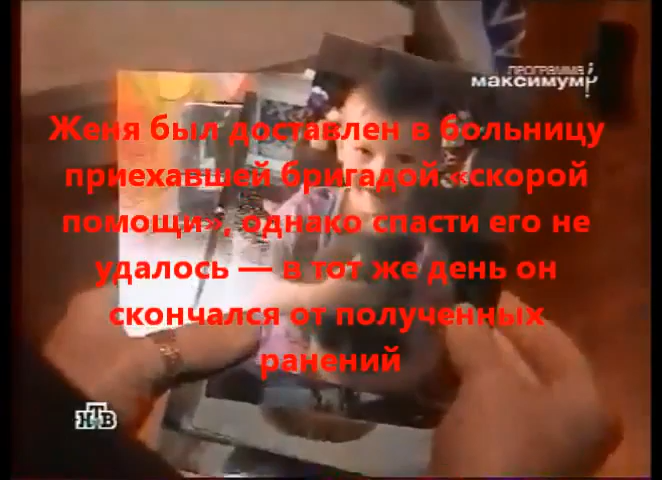 ПРОГРАММА
максимум
Женя был доставлен в больницу
приехавшей бригадой «скорой
помощи», однако спасти его не
удалось — в тот же день он
скончался от полученных
ранений
НТВ